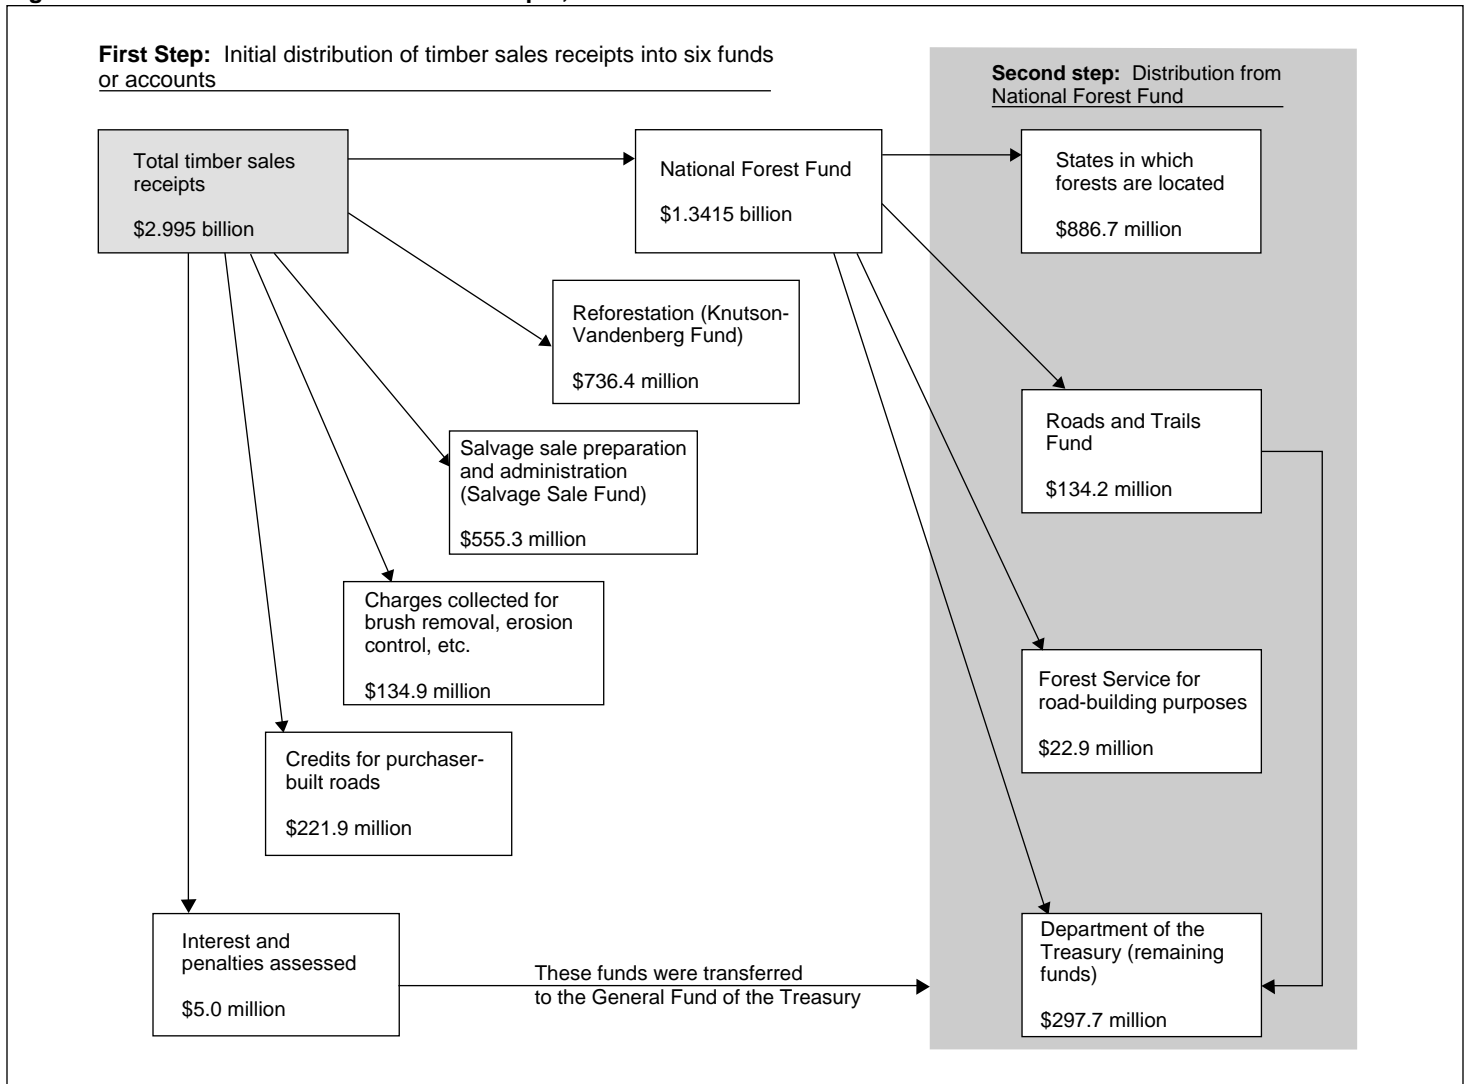 First Step: Initial distribution of timber sales receipts into six funds
or accounts
Second step: Distribution from
National Forest Fund
Total timber sales
receipts
$2.995 billion
National Forest Fund
$1.3415 billion
States in which
forests are located
$886.7 million
Reforestation (Knutson-
Vandenberg Fund)
$736.4 million
Roads and Trails
Fund
$134.2 million
Salvage sale preparation
and administration
(Salvage Sale Fund)
$555.3 million
Charges collected for
brush removal, erosion
control, etc.
$134.9 million
Forest Service for
road-building purposes
$22.9 million
Credits for purchaser-
built roads
$221.9 million
Interest and
penalties assessed
$5.0 million
These funds were transferred
to the General Fund of the Treasury
Department of the
Treasury (remaining
funds)
$297.7 million